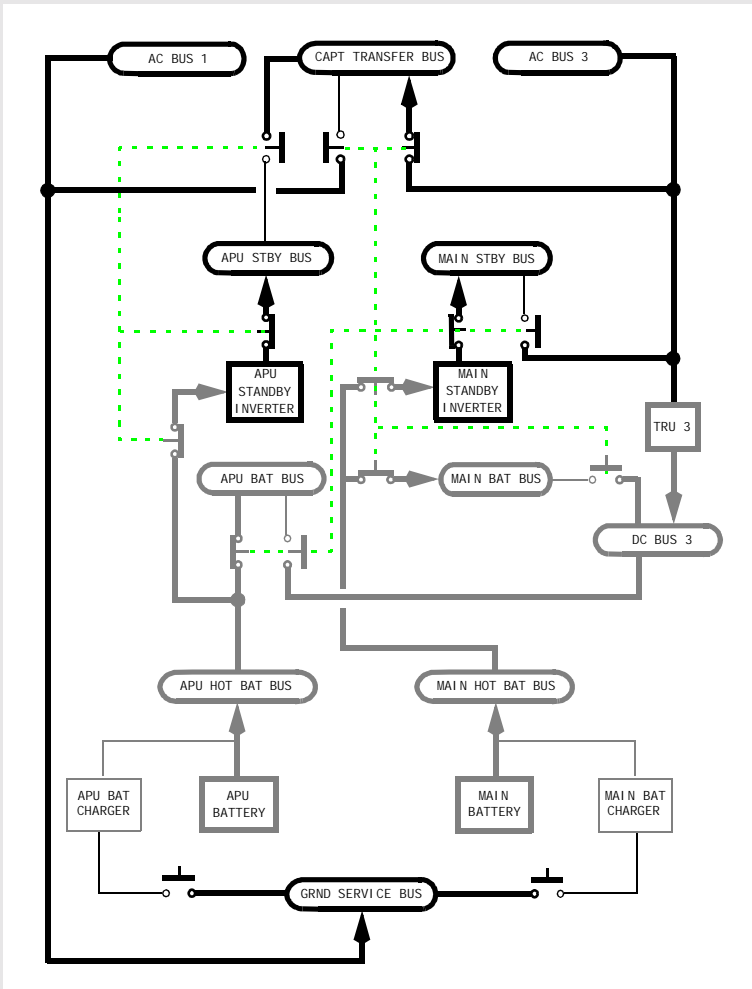 AC BUS 1
CAPT TRANSFER BUS
AC BUS 3
APU STBY BUS
MAIN STBY BUS
APU
STANDBY
INVERTER
MAIN
STANDBY
INVERTER
TRU 3
APU BAT BUS
MAIN BAT BUS
DC BUS 3
APU HOT BAT BUS
MAIN HOT BAT BUS
APU BAT
CHARGER
APU
BATTERY
MAIN
BATTERY
MAIN BAT
CHARGER
GRND SERVICE BUS